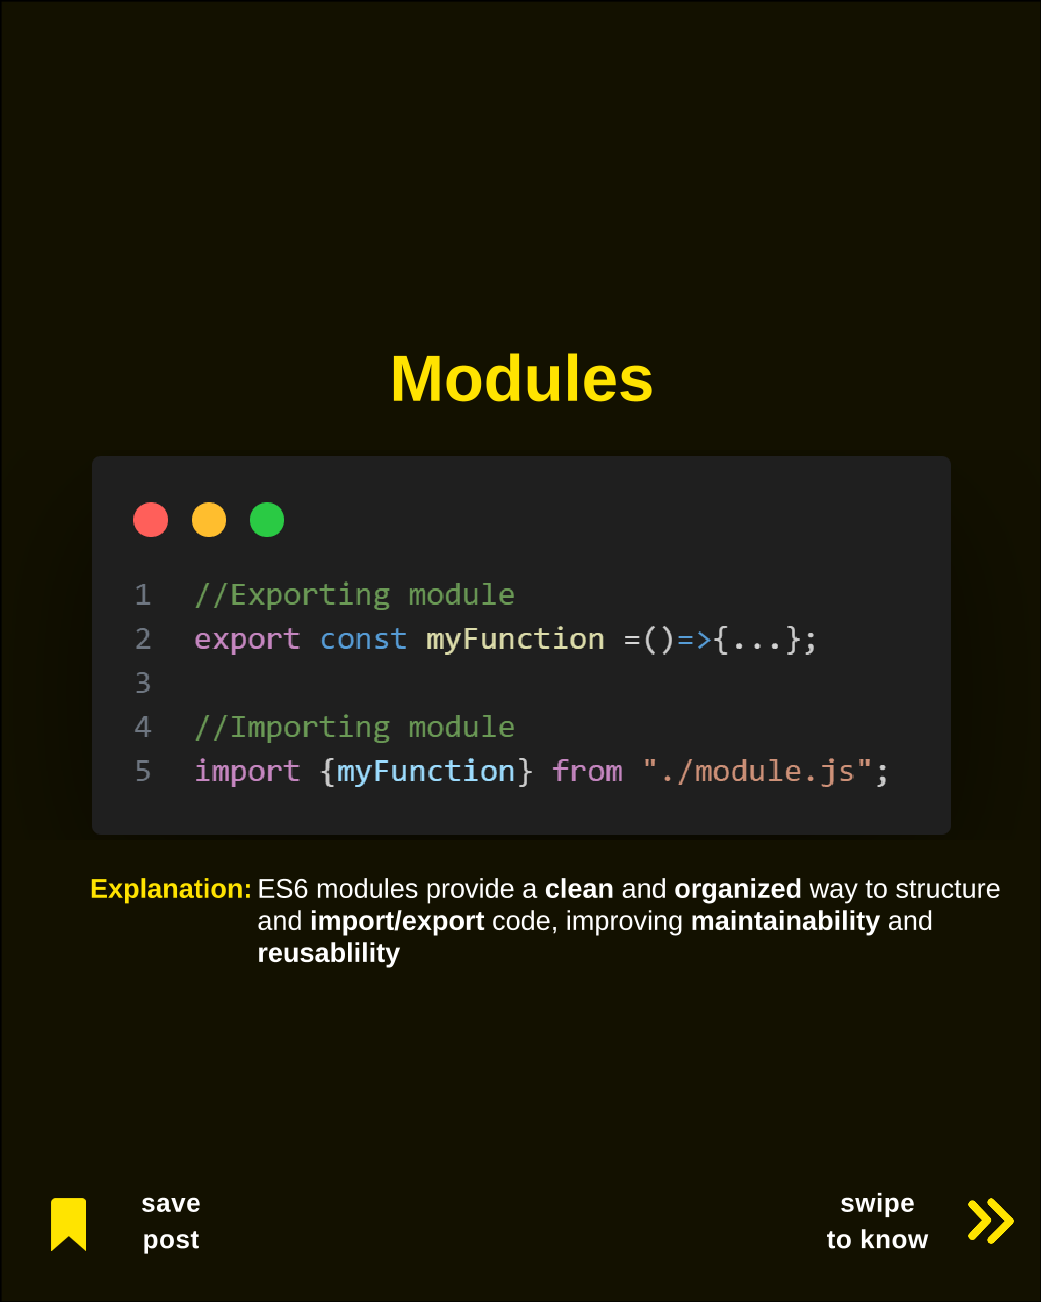 Modules
1 //Exporting module
2 export const myFunction =()=>{...};
3
4 //Importing module
5 import {myFunction} from "./module.js";
Explanation: ES6 modules provide a clean and organized way to structure
and import/export code, improving maintainability and
reusablility
save
post
swipe
to know